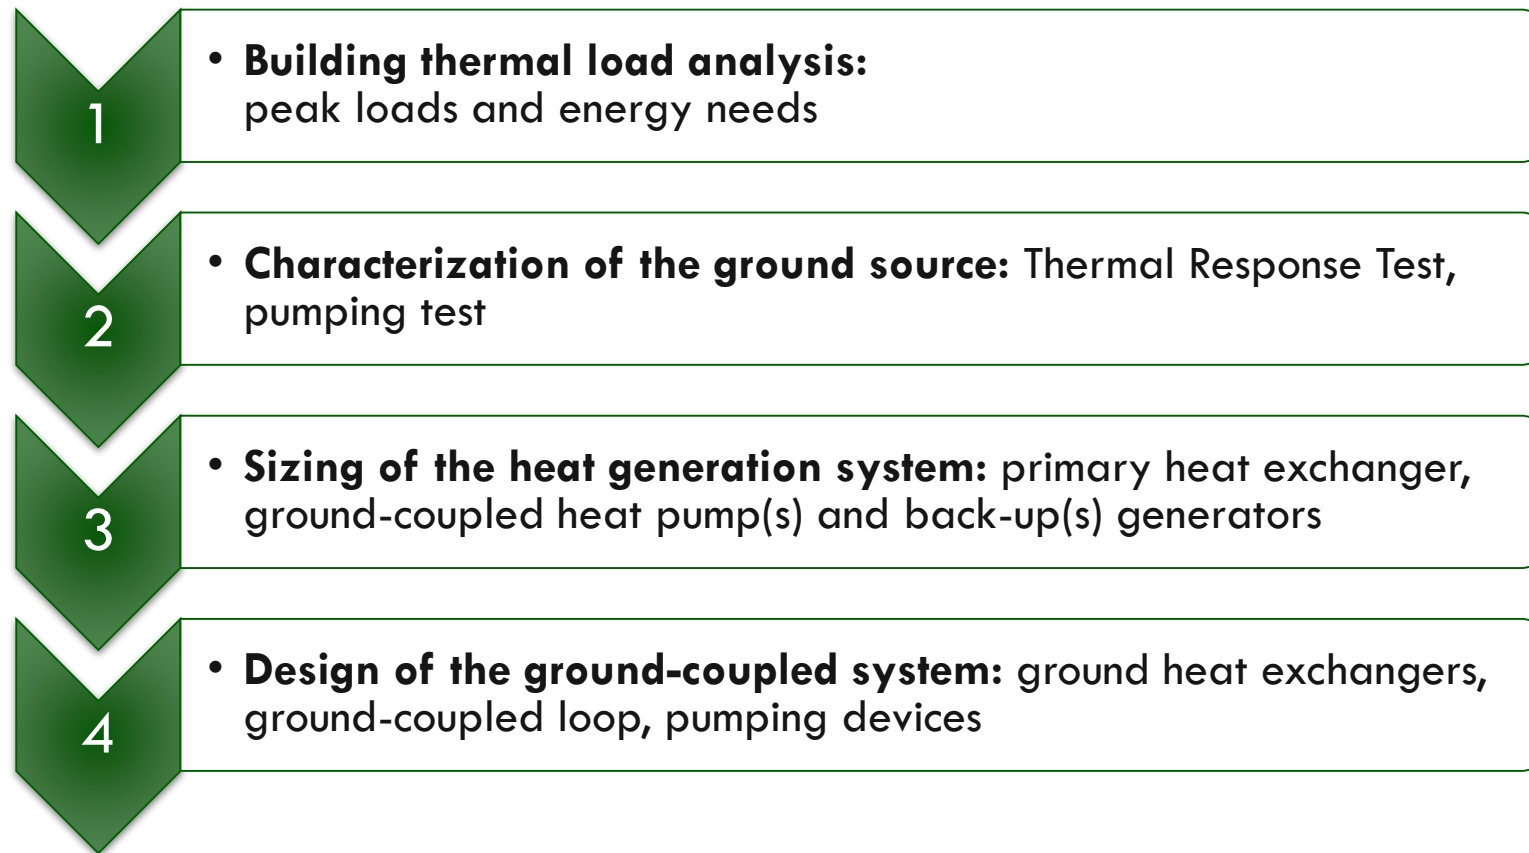 1
• Building thermal load analysis:
peak loads and energy needs
2
• Characterization of the ground source: Thermal Response Test,
pumping test
3
• Sizing of the heat generation system: primary heat exchanger,
ground-coupled heat pump(s) and back-up(s) generators
4
• Design of the ground-coupled system: ground heat exchangers,
ground-coupled loop, pumping devices